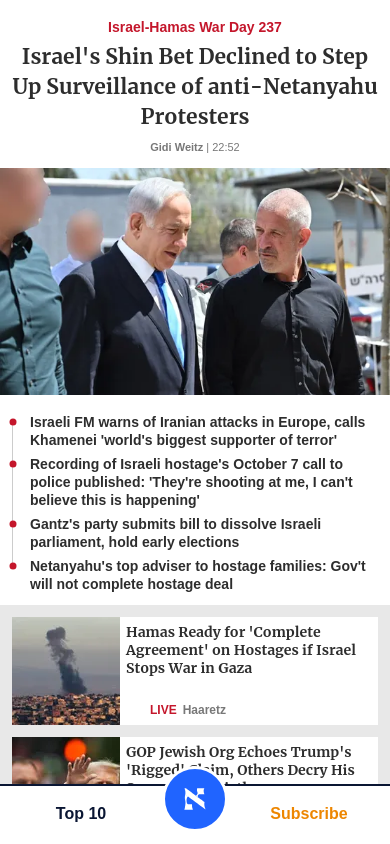 Israel-Hamas War Day 237
Israel's Shin Bet Declined to Step
Up Surveillance of anti-Netanyahu
Protesters
Gidi Weitz | 22:52
Israeli FM warns of Iranian attacks in Europe, calls
Khamenei 'world's biggest supporter of terror'
Recording of Israeli hostage's October 7 call to
police published: 'They're shooting at me, I can't
believe this is happening'
Gantz's party submits bill to dissolve Israeli
parliament, hold early elections
Netanyahu's top adviser to hostage families: Gov't
will not complete hostage deal
Hamas Ready for 'Complete
Agreement' on Hostages if Israel
Stops War in Gaza
LIVE Haaretz
GOP Jewish Org Echoes Trump's
'Rigged' Claim, Others Decry His
Top 10
Subscribe